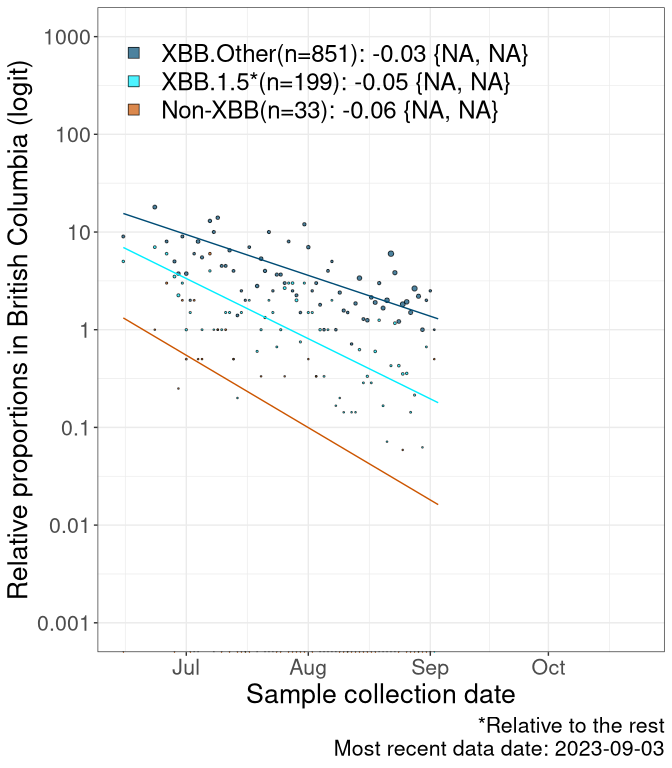 1000
100
10
1
0.1
0.01
0.001
Relative proportions in British Columbia (logit)
XBB.Other(n=851): -0.03 {NA, NA}
XBB.1.5*(n=199): -0.05 {NA, NA}
Non-XBB(n=33): -0.06 {NA, NA}
Jul Aug Sep Oct
Sample collection date
*Relative to the rest
Most recent data date: 2023-09-03